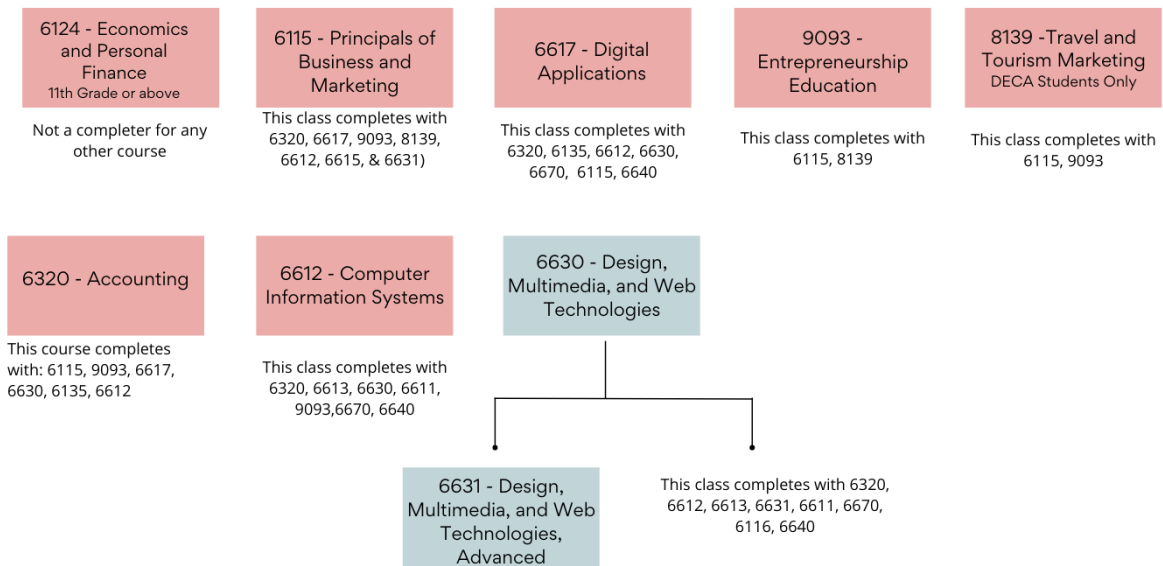 6124 - Economics
and Personal
Finance
11th Grade or above
Not a completer for any
other course
6115 - Principals of
Business and
Marketing
This class completes with
6320, 6617, 9093, 8139,
6612, 6615, & 6631)
6617 - Digital
Applications
This class completes with
6320, 6135, 6612, 6630,
6670, 6115, 6640
9093 -
Entrepreneurship
Education
This class completes with
6115, 8139
8139 -Travel and
Tourism Marketing
DECA Students Only
This class completes with
6115, 9093
6320 - Accounting
This course completes
with: 6115, 9093, 6617,
6630, 6135, 6612
6612 - Computer
Information Systems
This class completes with
6320, 6613, 6630, 6611,
9093,6670, 6640
6630 - Design,
Multimedia, and Web
Technologies
6631 - Design,
Multimedia, and Web
Technologies,
Advanced
This class completes with 6320,
6612, 6613, 6631, 6611, 6670,
6116, 6640